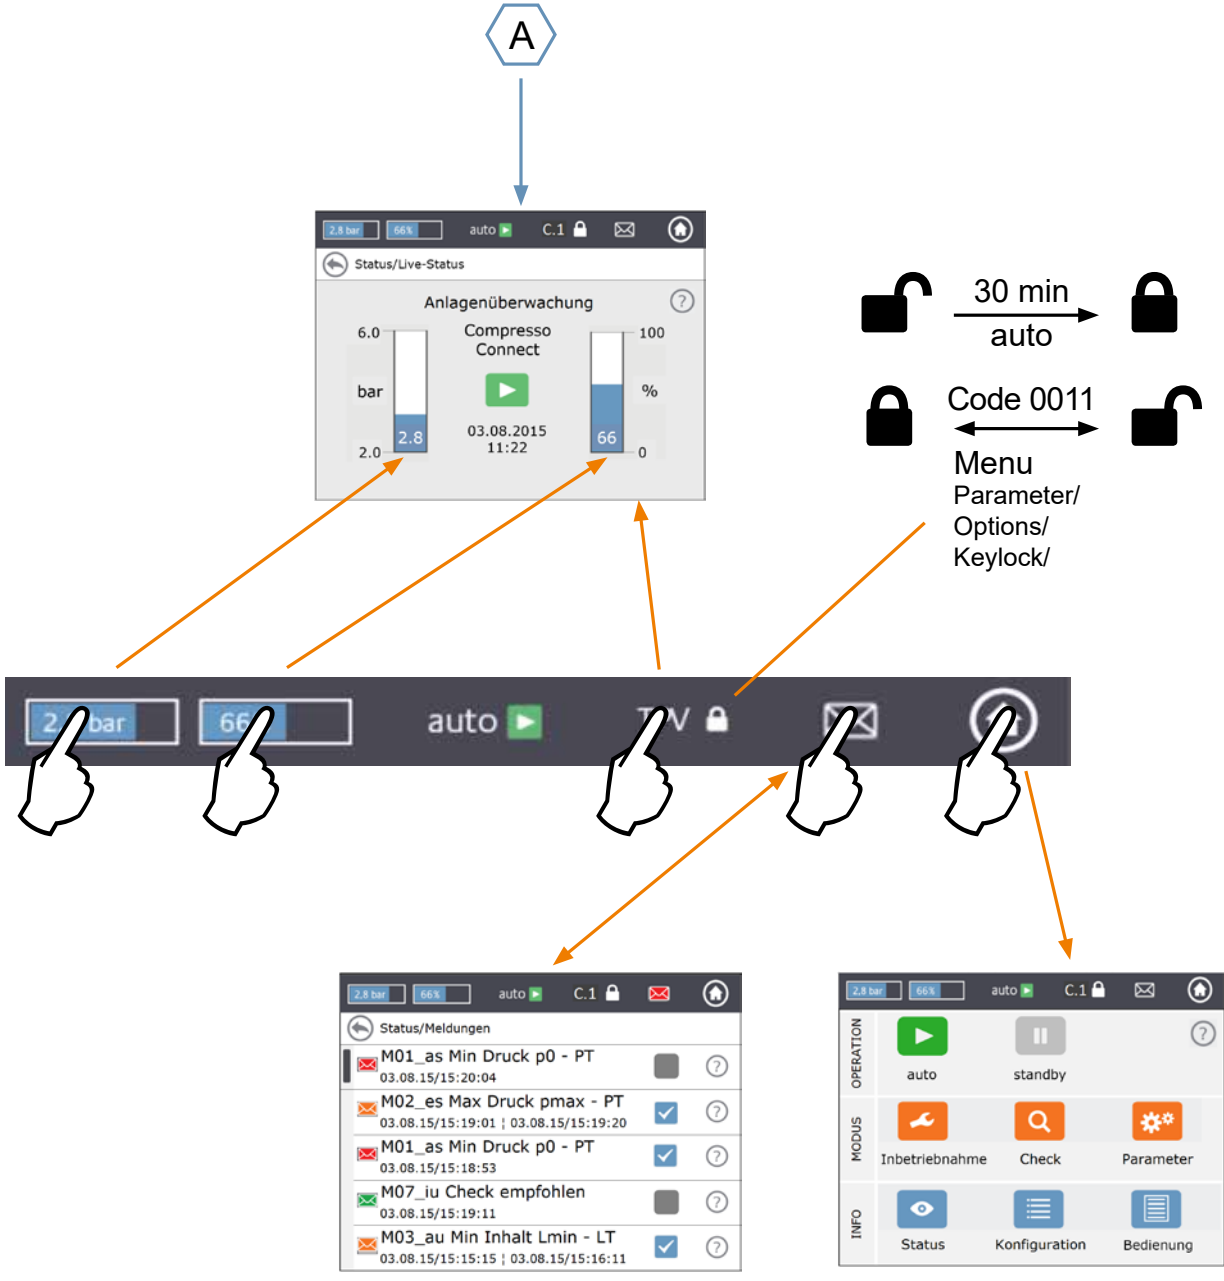 A
2,8 bar 66% auto C.1
Status/Live-Status
Anlagenüberwachung ?
6.0 Compresso 100
Connect
bar %
2.8 03.08.2015 66
11:22
2.0 0
30 min
auto
Code 0011
Menu
Parameter/
Options/
Keylock/
bar 66 auto
2,8 bar 66% auto C.1
Status/Meldungen
M01_as Min Druck p0 - PT
03.08.15/15:20:04 ?
M02_es Max Druck pmax - PT
03.08.15/15:19:01 ¦ 03.08.15/15:19:20 ?
M01_as Min Druck p0 - PT
03.08.15/15:18:53 ?
M07_iu Check empfohlen
03.08.15/15:19:11 ?
M03_au Min Inhalt Lmin - LT
03.08.15/15:15:15 ¦ 03.08.15/15:16:11 ?
2,8 bar 66% auto C.1
OPERATION ?
auto standby
MODUS
Inbetriebnahme Check Parameter
INFO
Status Konfiguration Bedienung